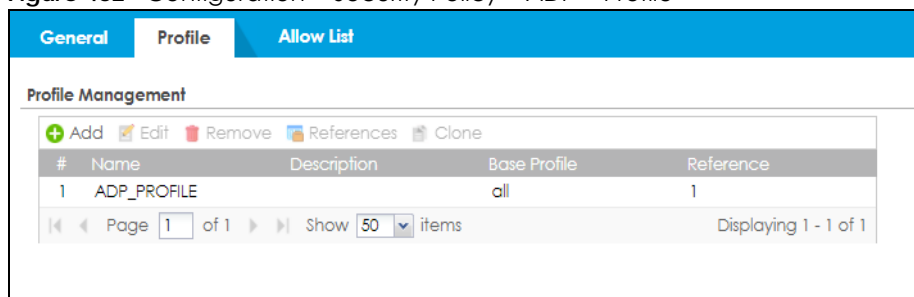 General Profile Allow List
Profile Management
Add Edit Remove References Clone
# Name Description Base Profile Reference
1 ADP_PROFILE all 1
Page 1 of 1 Show 50 items Displaying 1 - 1 of 1